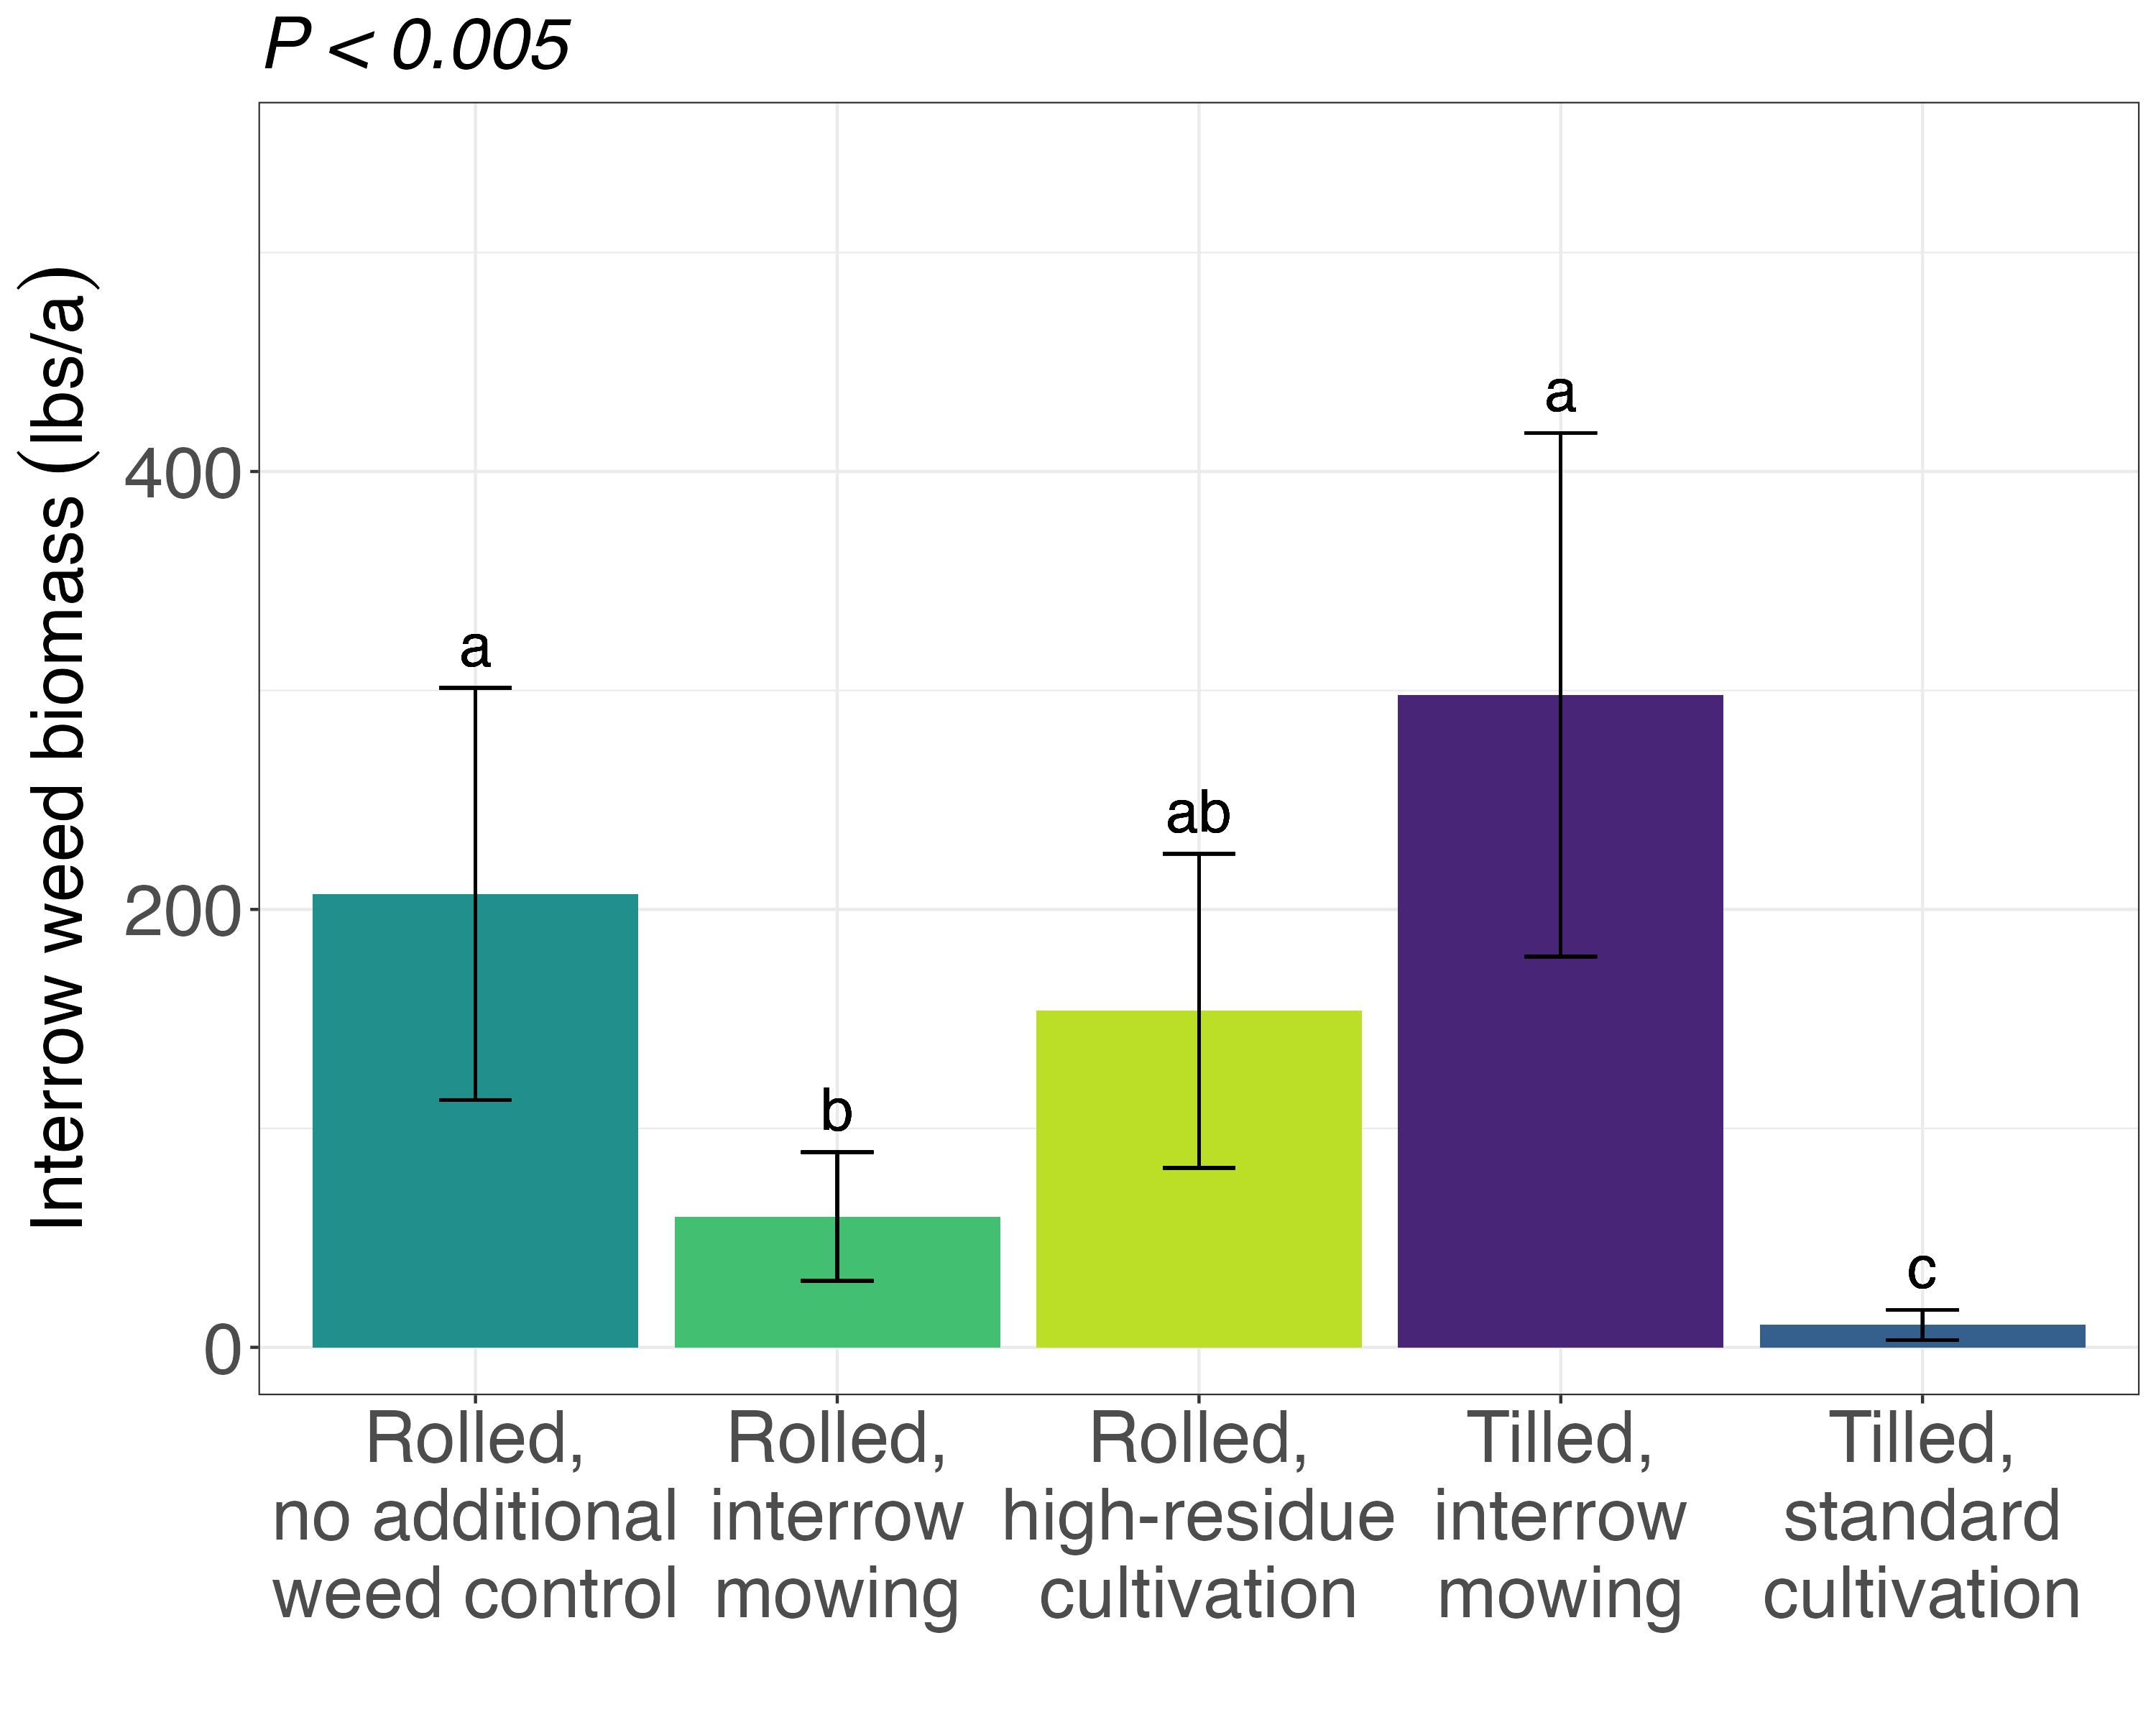 P < 0.005
Interrow weed biomass (lbs/a)
400
200
0
a
b
ab
a
c
Rolled,
no additional
weed control
Rolled,
interrow
mowing
Rolled,
high-residue
cultivation
Tilled,
interrow
mowing
Tilled,
standard
cultivation